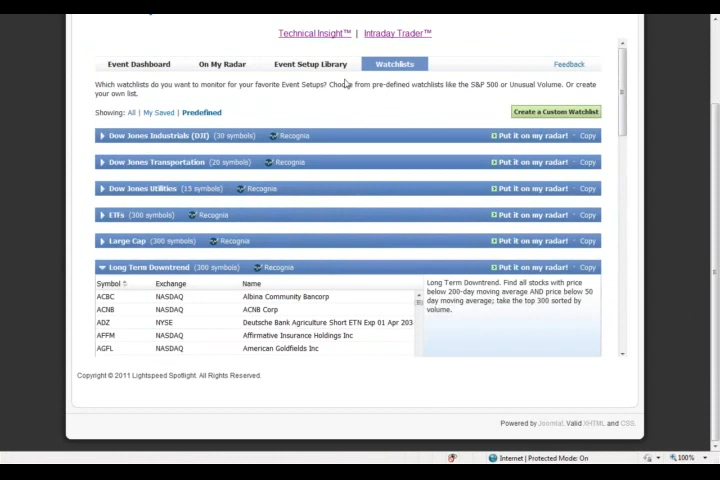 Technical Insight™ | Intraday Trader™
Event Dashboard On My Radar Event Setup Library Watchlists Feedback
Which watchlists do you want to monitor for your favorite Event Setups? Choose from pre-defined watchlists like the S&P 500 or Unusual Volume. Or create
your own list.
Showing: All | My Saved | Predefined Create a Custom Watchlist
Dow Jones Industrials (DJI) (30 symbols) Recognia Put it on my radar! - Copy
Dow Jones Transportation (20 symbols) Recognia Put it on my radar! - Copy
Dow Jones Utilities (15 symbols) Recognia Put it on my radar! - Copy
ETFs (300 symbols) Recognia Put it on my radar! - Copy
Large Cap (300 symbols) Recognia Put it on my radar! - Copy
Long Term Downtrend (300 symbols) Recognia Put it on my radar! - Copy
Symbol Exchange Name
ACBC NASDAQ Albina Community Bancorp
ACNB NASDAQ ACNB Corp
ADZ NYSE Deutsche Bank Agriculture Short ETN Exp 01 Apr 203
AFFM NASDAQ Affirmative Insurance Holdings Inc
AGFL NASDAQ American Goldfields Inc
Long Term Downtrend. Find all stocks with price
below 200-day moving average AND price below 50
day moving average; take the top 300 sorted by
volume.
Copyright © 2011 Lightspeed Spotlight. All Rights Reserved.
Powered by Joomla!. Valid XHTML and CSS.
Internet | Protected Mode: On 100%